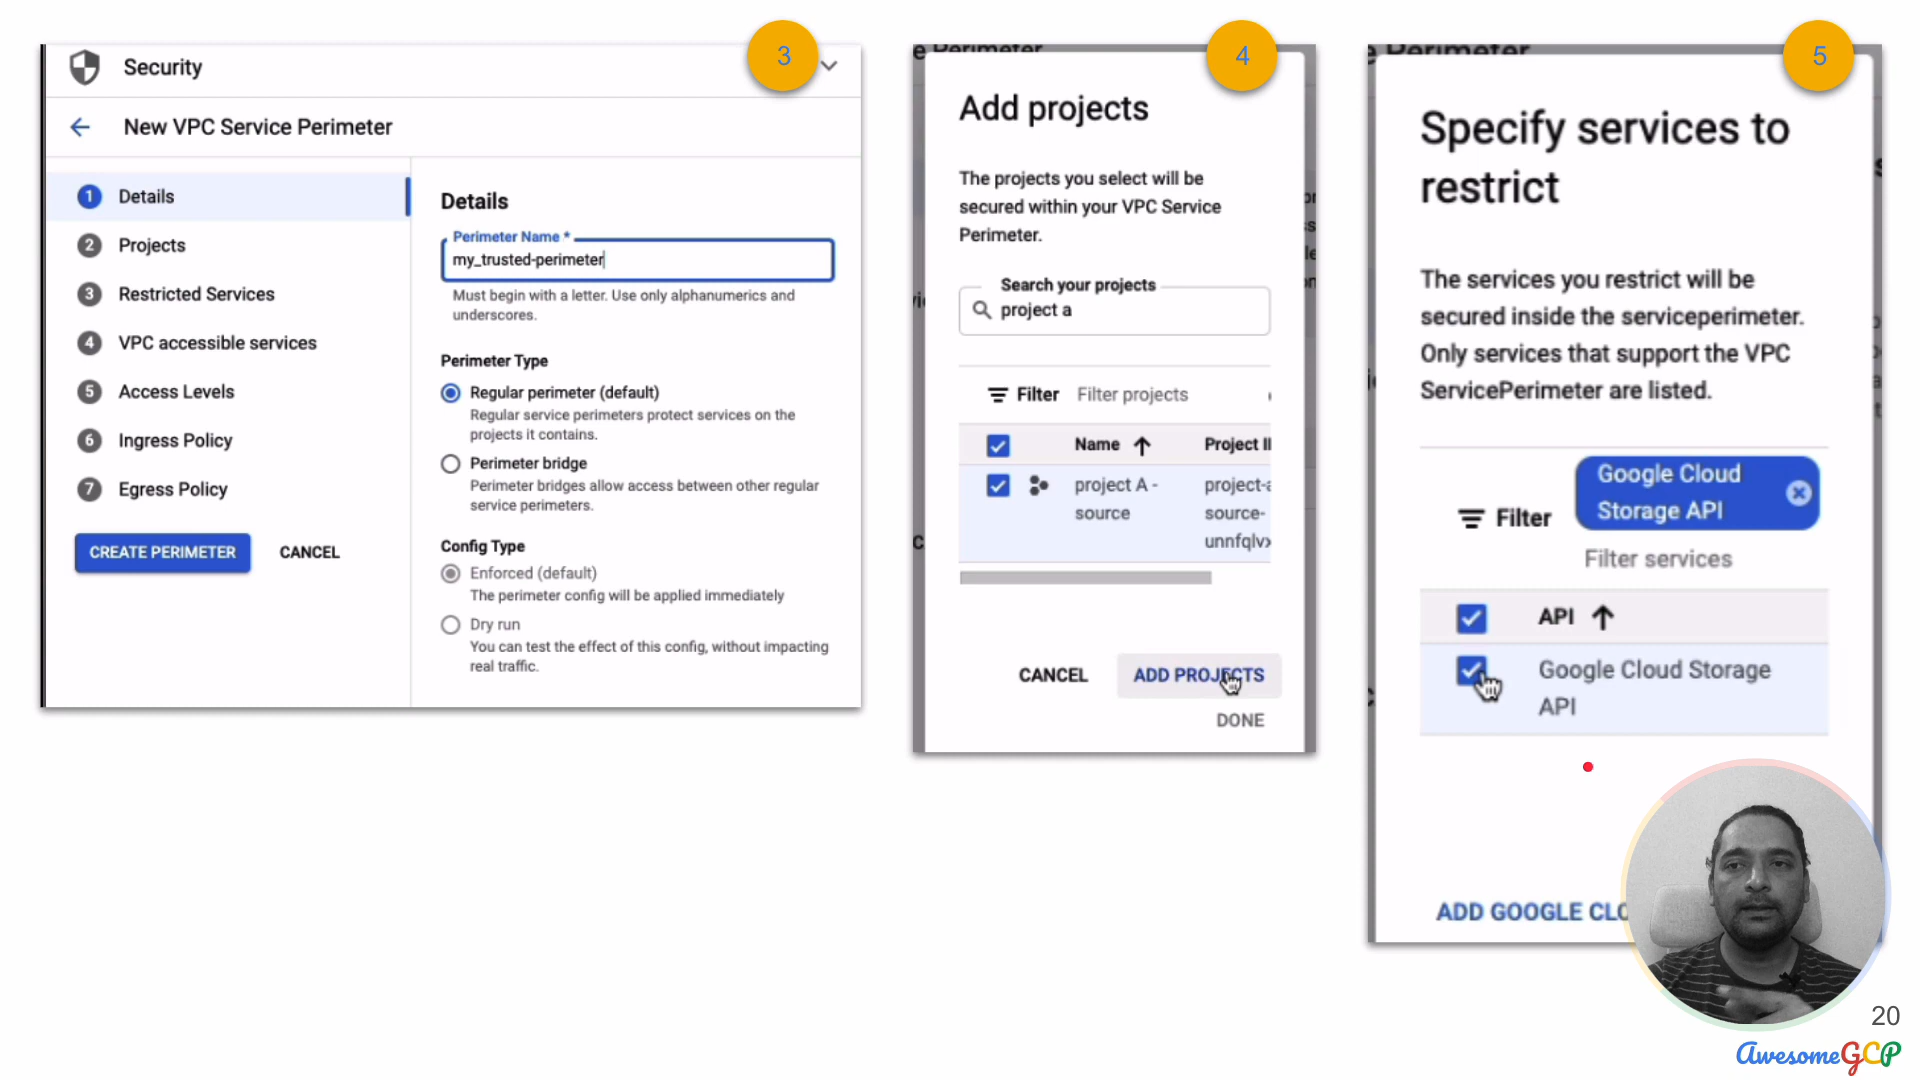 3
Security
New VPC Service Perimeter
1 Details
2 Projects
3 Restricted Services
4 VPC accessible services
5 Access Levels
6 Ingress Policy
7 Egress Policy
CREATE PERIMETER CANCEL
Details
Perimeter Name *
my_trusted-perimeter
Must begin with a letter. Use only alphanumerics and
underscores.
Perimeter Type
Regular perimeter (default)
Regular service perimeters protect services on the
projects it contains.
Perimeter bridge
Perimeter bridges allow access between other regular
service perimeters.
Config Type
Enforced (default)
The perimeter config will be applied immediately
Dry run
You can test the effect of this config, without impacting
real traffic.
4
Add projects
The projects you select will be
secured within your VPC Service
Perimeter.
Search your projects
project a
Filter Filter projects
Name Project
project A -
source
project-
source-
unnfqlv
CANCEL ADD PROJECTS
DONE
5
Specify services to
restrict
The services you restrict will be
secured inside the serviceperimeter.
Only services that support the VPC
ServicePerimeter are listed.
Filter
Google Cloud
Storage API
Filter services
API
Google Cloud Storage
API
ADD GOOGLE
20
AwesomeGCP